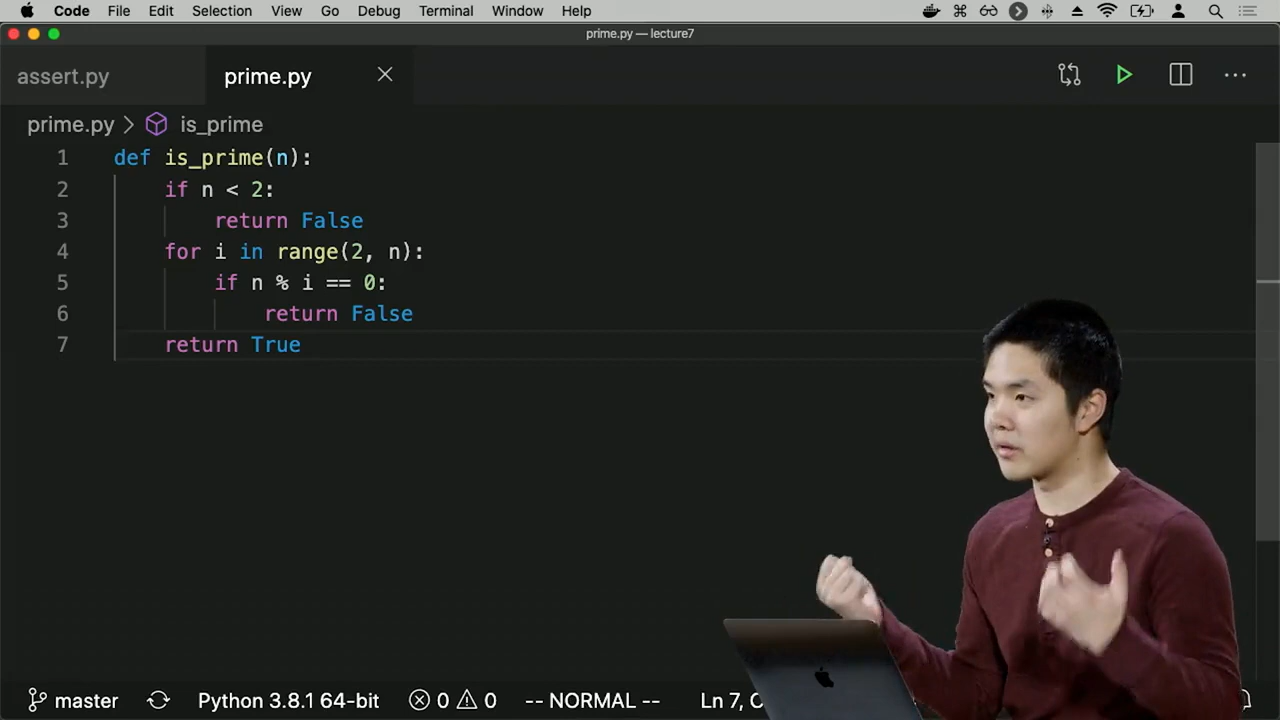 Code File Edit Selection View Go Debug Terminal Window Help
prime.py — lecture7
assert.py prime.py
prime.py > is_prime
1 def is_prime(n):
2 if n < 2:
3 return False
4 for i in range(2, n):
5 if n % i == 0:
6 return False
7 return True
master Python 3.8.1 64-bit 0 0 -- NORMAL -- Ln 7, C